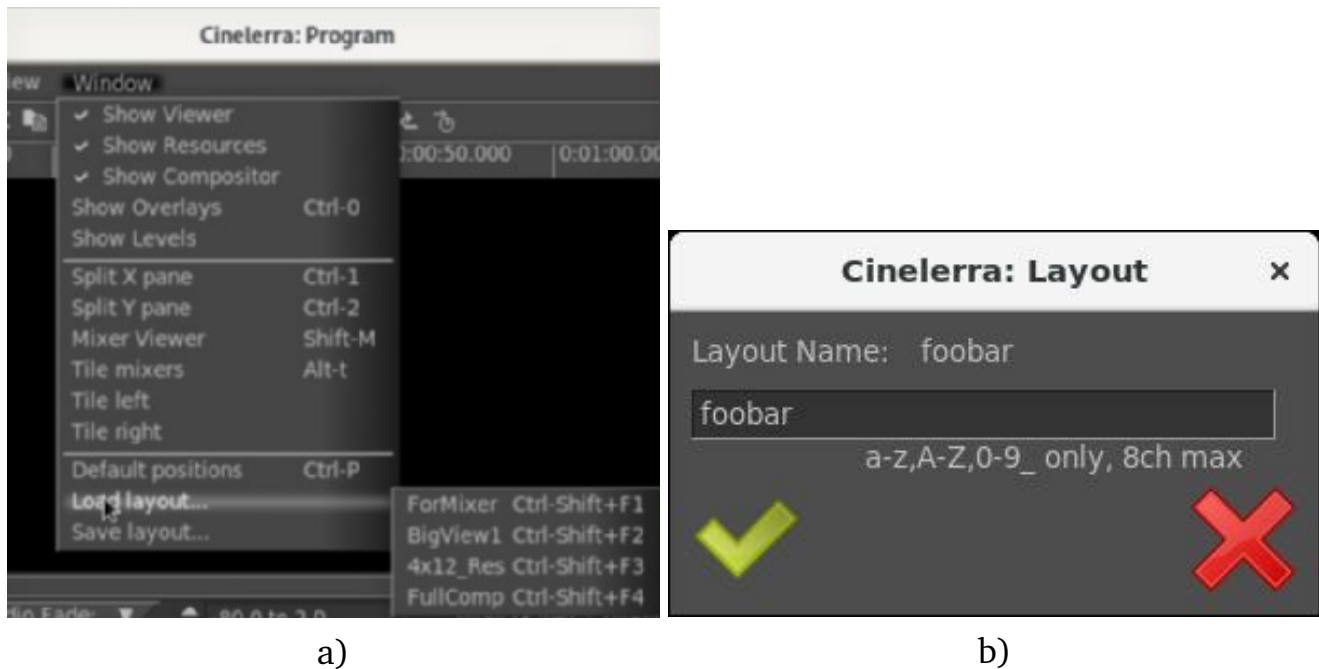 Cinelerra: Program
iew Window
Show Viewer
0:00:50.000 0:01:00.00
Show Resources
Show Compositor
Show Overlays Ctrl-0
Show Levels
Split X pane Ctrl-1
Split Y pane Ctrl-2
Mixer Viewer Shift-M
Tile mixers Alt-t
Tile left
Tile right
Default positions Ctrl-P
Load layout...
Save layout...
ForMixer Ctrl-Shift+F1
BigView1 Ctrl-Shift+F2
4x12_Res Ctrl-Shift+F3
FullComp Ctrl-Shift+F4
a)
Cinelerra: Layout
Layout Name: foobar
foobar
a-z,A-Z,0-9_ only, 8ch max
b)